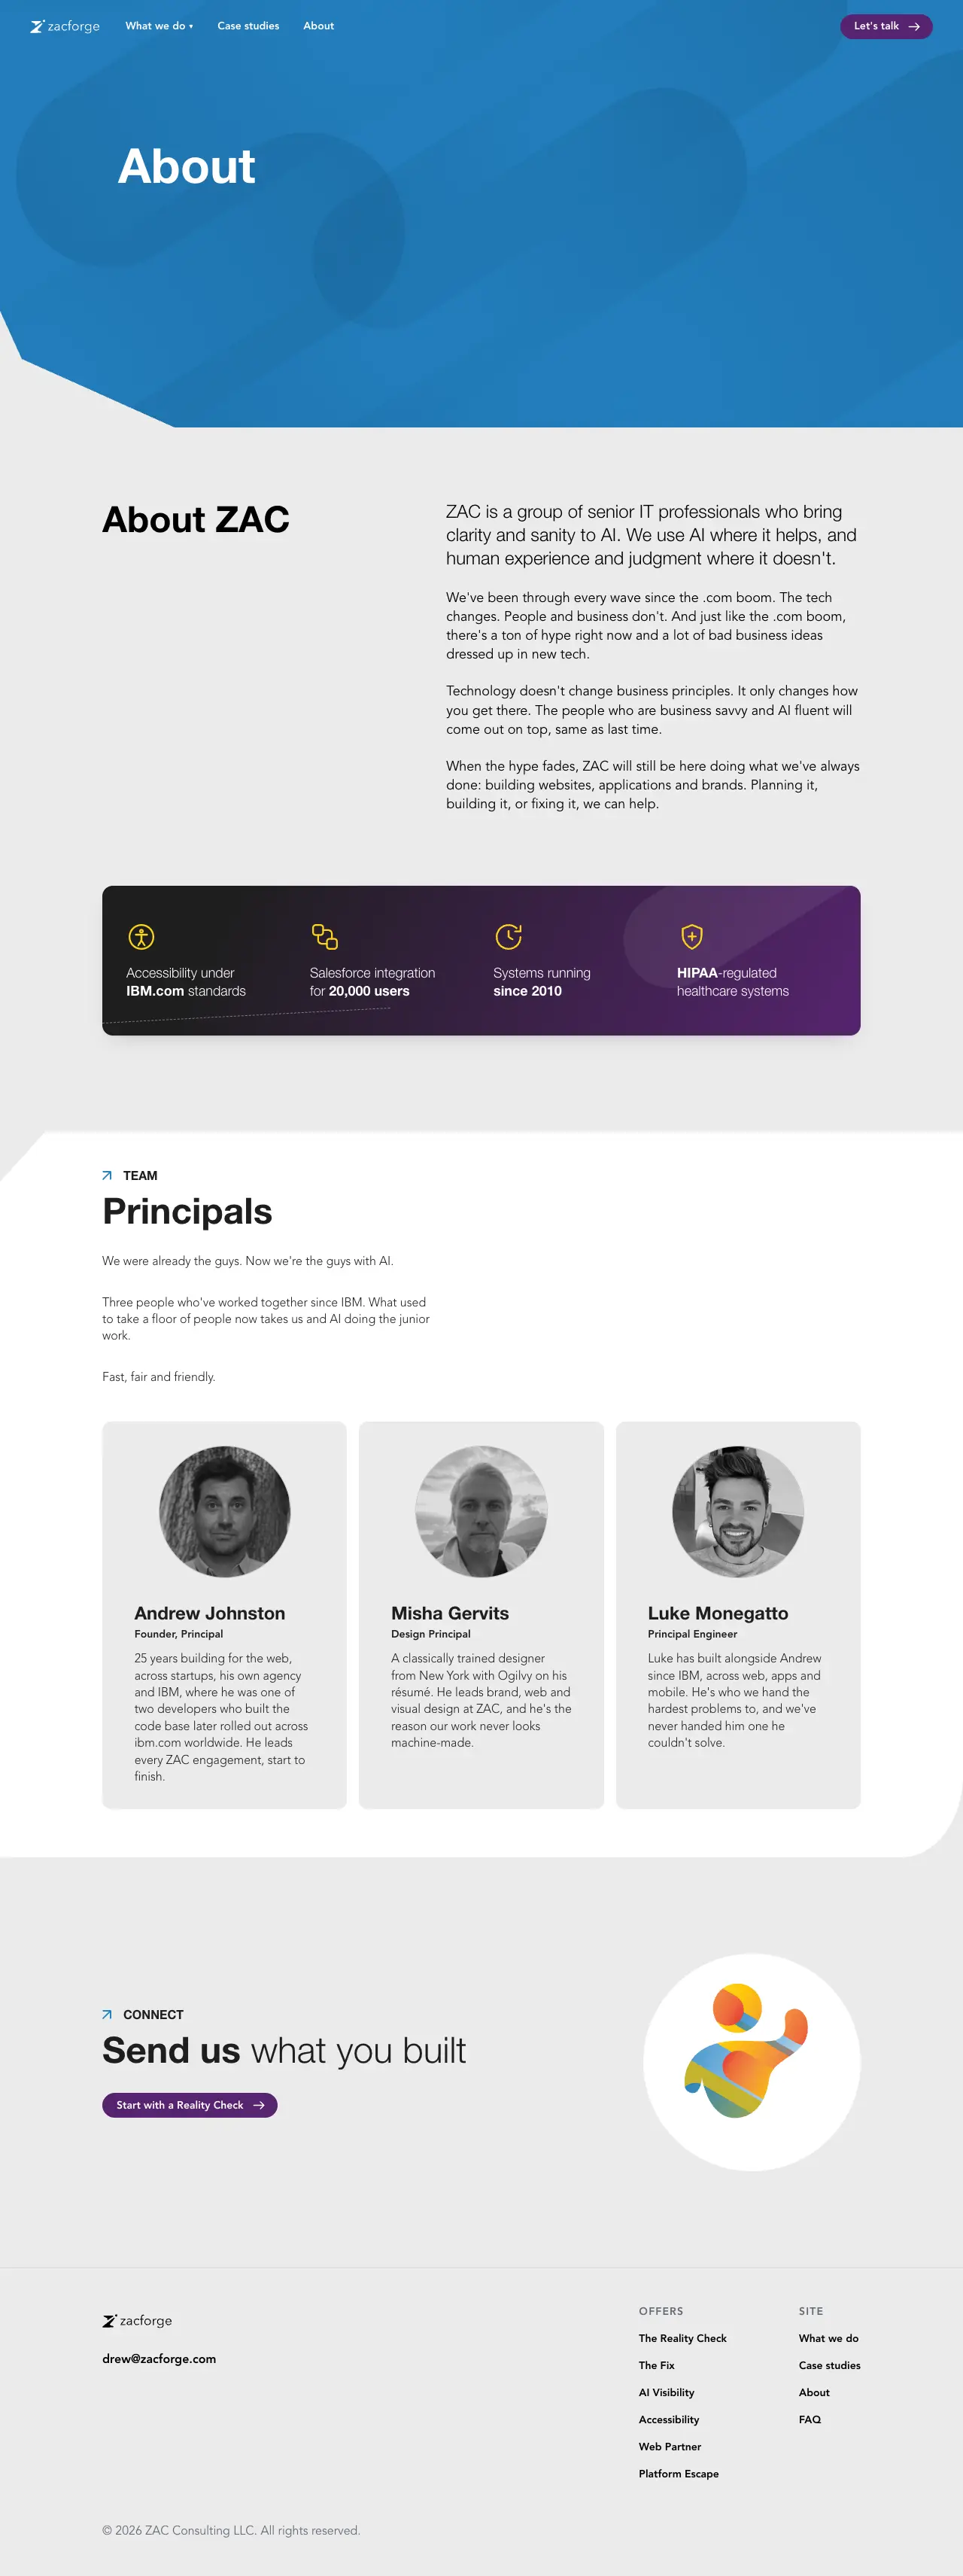 zacforge
What we do ▾
Case studies
About
Let's talk →
About
About ZAC
ZAC is a group of senior IT professionals who bring
clarity and sanity to AI. We use AI where it helps, and
human experience and judgment where it doesn't.
We've been through every wave since the .com boom. The tech
changes. People and business don't. And just like the .com boom,
there's a ton of hype right now and a lot of bad business ideas
dressed up in new tech.
Technology doesn't change business principles. It only changes how
you get there. The people who are business savvy and AI fluent will
come out on top, same as last time.
When the hype fades, ZAC will still be here doing what we've always
done: building websites, applications and brands. Planning it,
building it, or fixing it, we can help.
Accessibility under
IBM.com standards
Salesforce integration
for 20,000 users
Systems running
since 2010
HIPAA-regulated
healthcare systems
TEAM
Principals
We were already the guys. Now we're the guys with AI.
Three people who've worked together since IBM. What used
to take a floor of people now takes us and AI doing the junior
work.
Fast, fair and friendly.
Andrew Johnston
Founder, Principal
25 years building for the web,
across startups, his own agency
and IBM, where he was one of
two developers who built the
code base later rolled out across
ibm.com worldwide. He leads
every ZAC engagement, start to
finish.
Misha Gervits
Design Principal
A classically trained designer
from New York with Ogilvy on his
résumé. He leads brand, web and
visual design at ZAC, and he's the
reason our work never looks
machine-made.
Luke Monegatto
Principal Engineer
Luke has built alongside Andrew
since IBM, across web, apps and
mobile. He's who we hand the
hardest problems to, and we've
never handed him one he
couldn't solve.
CONNECT
Send us what you built
Start with a Reality Check →
zacforge
drew@zacforge.com
OFFERS
The Reality Check
The Fix
AI Visibility
Accessibility
Web Partner
Platform Escape
SITE
What we do
Case studies
About
FAQ
© 2026 ZAC Consulting LLC. All rights reserved.